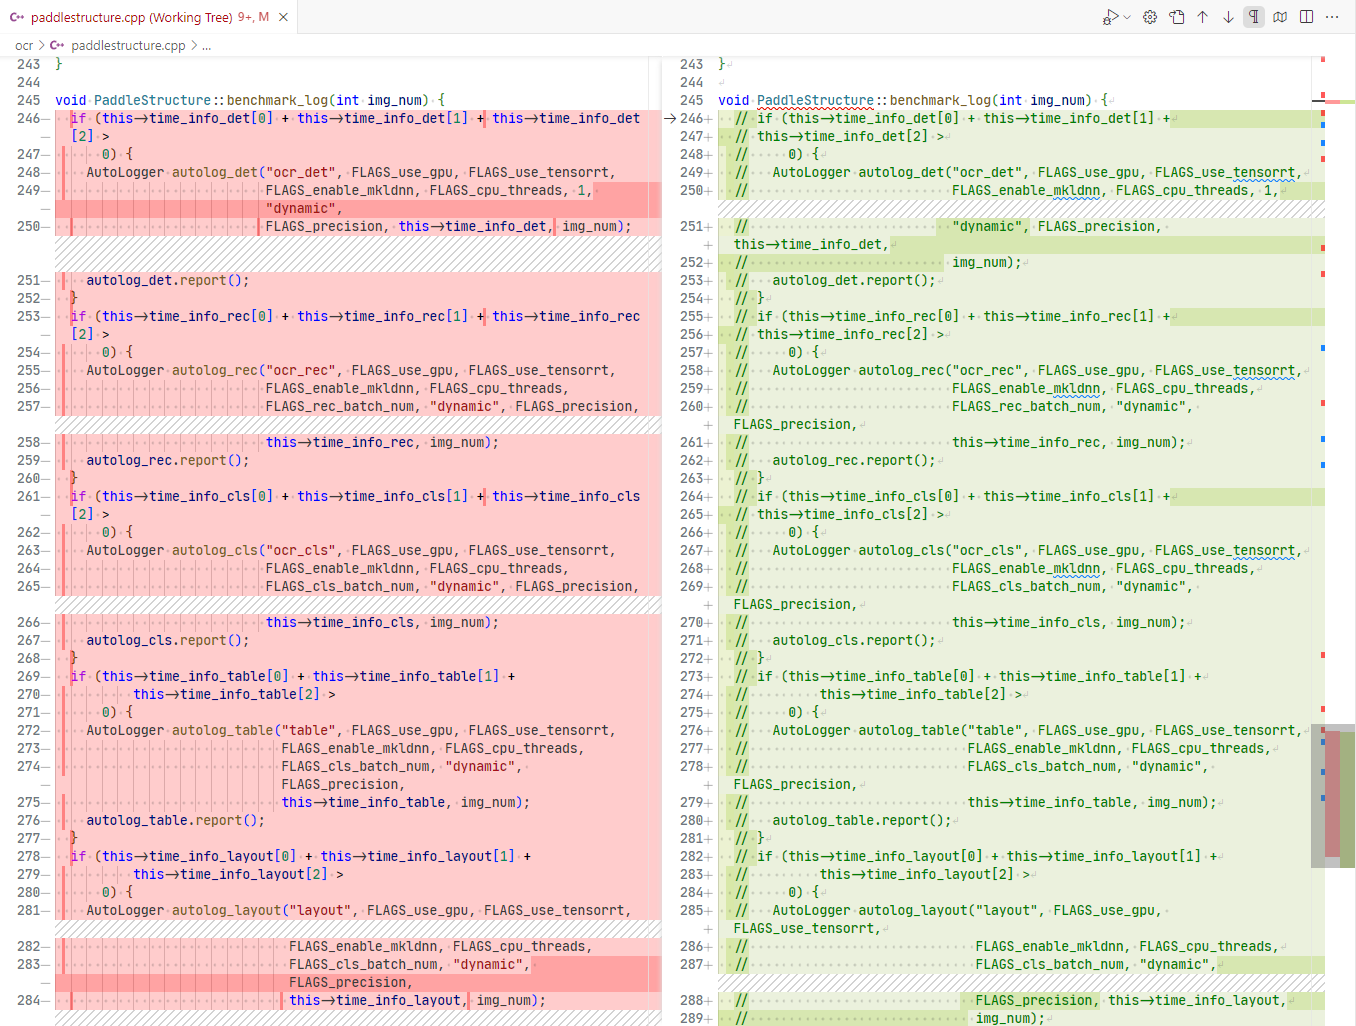 paddlestructure.cpp (Working Tree) 9+, M
ocr > paddlestructure.cpp > ...
243 }
244
245 void PaddleStructure::benchmark_log(int img_num) {
246 if (this->time_info_det[0] + this->time_info_det[1] + this->time_info_det
[2] >
247 0) {
248 AutoLogger autolog_det("ocr_det", FLAGS_use_gpu, FLAGS_use_tensorrt,
249 FLAGS_enable_mkldnn, FLAGS_cpu_threads, 1,
"dynamic",
250 FLAGS_precision, this->time_info_det, img_num);
251 autolog_det.report();
252 }
253 if (this->time_info_rec[0] + this->time_info_rec[1] + this->time_info_rec
[2] >
254 0) {
255 AutoLogger autolog_rec("ocr_rec", FLAGS_use_gpu, FLAGS_use_tensorrt,
256 FLAGS_enable_mkldnn, FLAGS_cpu_threads,
257 FLAGS_rec_batch_num, "dynamic", FLAGS_precision,
258 this->time_info_rec, img_num);
259 autolog_rec.report();
260 }
261 if (this->time_info_cls[0] + this->time_info_cls[1] + this->time_info_cls
[2] >
262 0) {
263 AutoLogger autolog_cls("ocr_cls", FLAGS_use_gpu, FLAGS_use_tensorrt,
264 FLAGS_enable_mkldnn, FLAGS_cpu_threads,
265 FLAGS_cls_batch_num, "dynamic", FLAGS_precision,
266 this->time_info_cls, img_num);
267 autolog_cls.report();
268 }
269 if (this->time_info_table[0] + this->time_info_table[1] +
270 this->time_info_table[2] >
271 0) {
272 AutoLogger autolog_table("table", FLAGS_use_gpu, FLAGS_use_tensorrt,
273 FLAGS_enable_mkldnn, FLAGS_cpu_threads,
274 FLAGS_cls_batch_num, "dynamic",
FLAGS_precision,
275 this->time_info_table, img_num);
276 autolog_table.report();
277 }
278 if (this->time_info_layout[0] + this->time_info_layout[1] +
279 this->time_info_layout[2] >
280 0) {
281 AutoLogger autolog_layout("layout", FLAGS_use_gpu, FLAGS_use_tensorrt,
282 FLAGS_enable_mkldnn, FLAGS_cpu_threads,
283 FLAGS_cls_batch_num, "dynamic",
FLAGS_precision,
284 this->time_info_layout, img_num);
243 }
244
245 void PaddleStructure::benchmark_log(int img_num) {
246+ // if (this->time_info_det[0] + this->time_info_det[1] +
247+ // this->time_info_det[2] >
248+ // 0) {
249+ // AutoLogger autolog_det("ocr_det", FLAGS_use_gpu, FLAGS_use_tensorrt,
250+ // FLAGS_enable_mkldnn, FLAGS_cpu_threads, 1,
251+ // "dynamic", FLAGS_precision,
+ this->time_info_det,
252+ // img_num);
253+ // autolog_det.report();
254+ // }
255+ // if (this->time_info_rec[0] + this->time_info_rec[1] +
256+ // this->time_info_rec[2] >
257+ // 0) {
258+ // AutoLogger autolog_rec("ocr_rec", FLAGS_use_gpu, FLAGS_use_tensorrt,
259+ // FLAGS_enable_mkldnn, FLAGS_cpu_threads,
260+ // FLAGS_rec_batch_num, "dynamic",
+ FLAGS_precision,
261+ // this->time_info_rec, img_num);
262+ // autolog_rec.report();
263+ // }
264+ // if (this->time_info_cls[0] + this->time_info_cls[1] +
265+ // this->time_info_cls[2] >
266+ // 0) {
267+ // AutoLogger autolog_cls("ocr_cls", FLAGS_use_gpu, FLAGS_use_tensorrt,
268+ // FLAGS_enable_mkldnn, FLAGS_cpu_threads,
269+ // FLAGS_cls_batch_num, "dynamic",
+ FLAGS_precision,
270+ // this->time_info_cls, img_num);
271+ // autolog_cls.report();
272+ // }
273+ // if (this->time_info_table[0] + this->time_info_table[1] +
274+ // this->time_info_table[2] >
275+ // 0) {
276+ // AutoLogger autolog_table("table", FLAGS_use_gpu, FLAGS_use_tensorrt,
277+ // FLAGS_enable_mkldnn, FLAGS_cpu_threads,
278+ // FLAGS_cls_batch_num, "dynamic",
+ FLAGS_precision,
279+ // this->time_info_table, img_num);
280+ // autolog_table.report();
281+ // }
282+ // if (this->time_info_layout[0] + this->time_info_layout[1] +
283+ // this->time_info_layout[2] >
284+ // 0) {
285+ // AutoLogger autolog_layout("layout", FLAGS_use_gpu,
+ FLAGS_use_tensorrt,
286+ // FLAGS_enable_mkldnn, FLAGS_cpu_threads,
287+ // FLAGS_cls_batch_num, "dynamic",
288+ // FLAGS_precision, this->time_info_layout,
289+ // img_num);